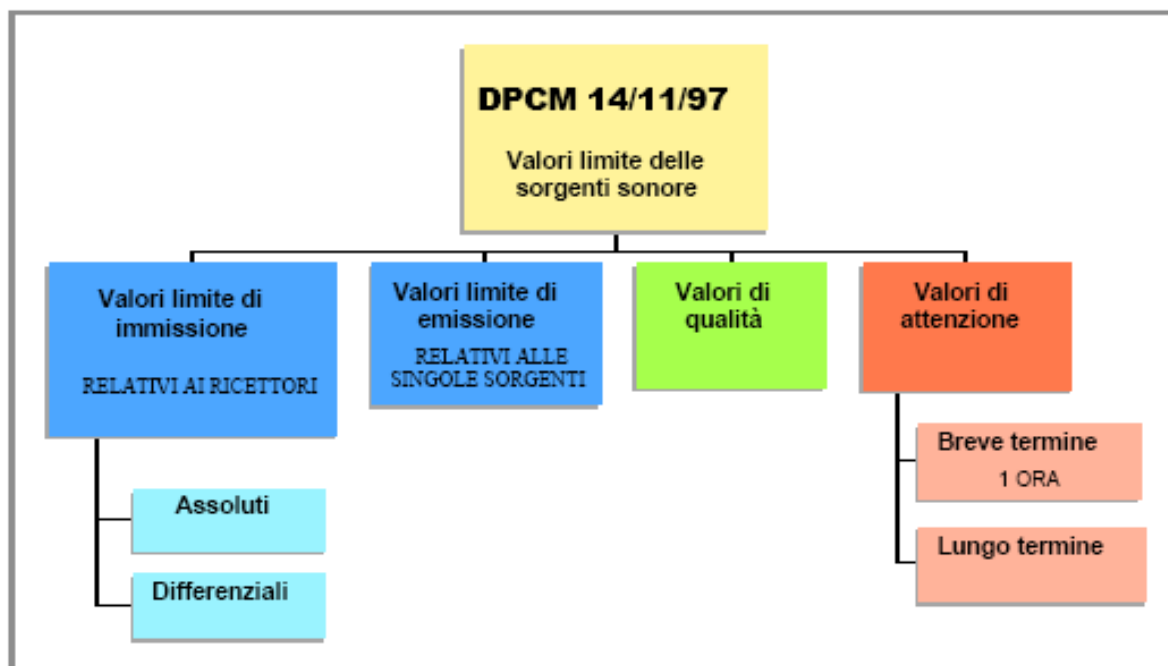 DPCM 14/11/97
Valori limite delle
sorgenti sonore
Valori limite di
immissione
RELATIVI AI RICETTORI
Valori limite di
emissione
RELATIVI ALLE
SINGOLE SORGENTI
Valori di
qualità
Valori di
attenzione
Assoluti
Differenziali
Breve termine
1 ORA
Lungo termine